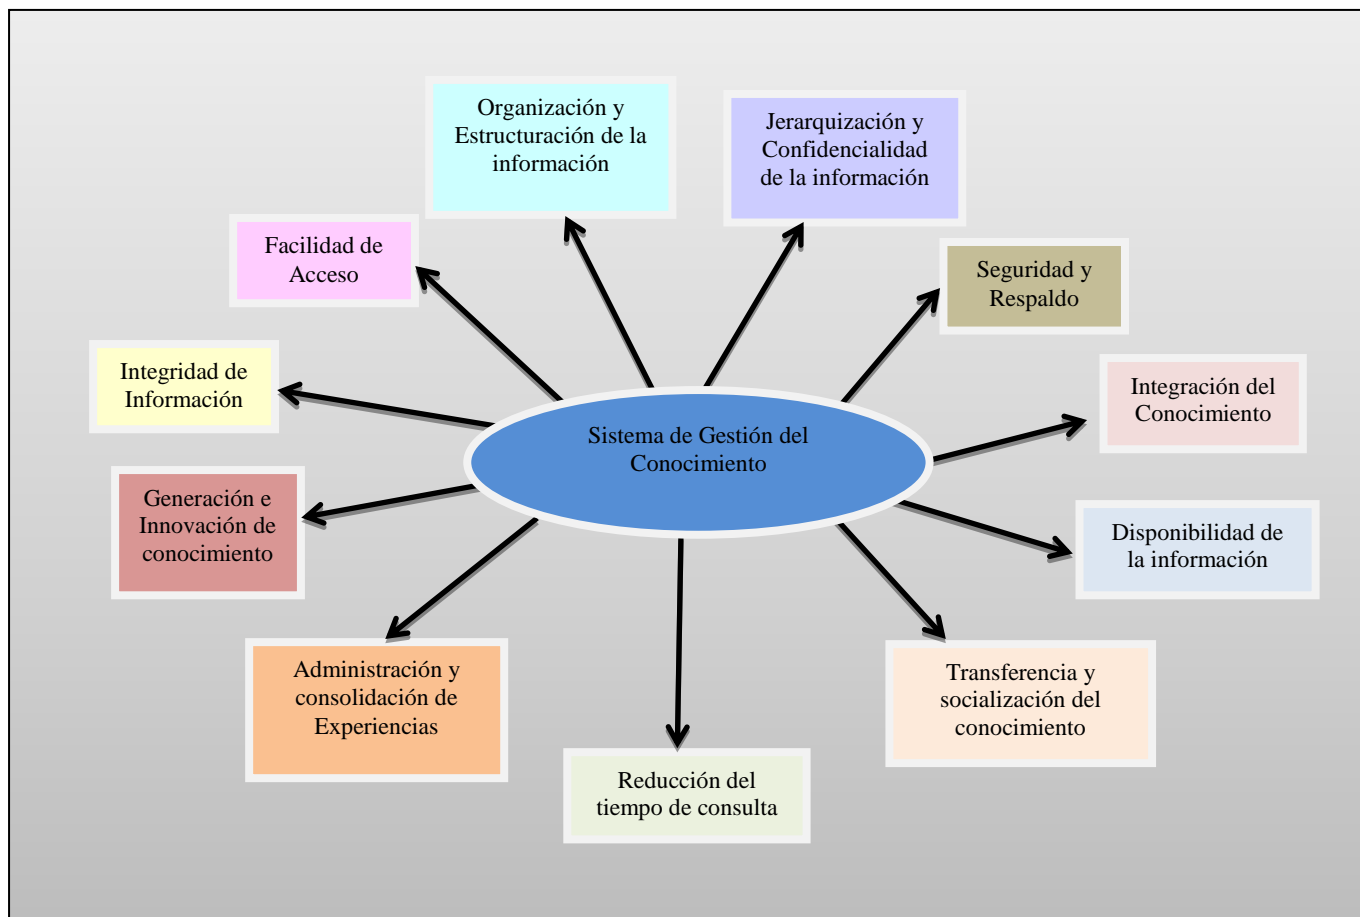 Organización y
Estructuración de la
información
Jerarquización y
Confidencialidad
de la información
Facilidad de
Acceso
Seguridad y
Respaldo
Integridad de
Información
Integración del
Conocimiento
Sistema de Gestión del
Conocimiento
Generación e
Innovación de
conocimiento
Disponibilidad de
la información
Administración y
consolidación de
Experiencias
Transferencia y
socialización del
conocimiento
Reducción del
tiempo de consulta